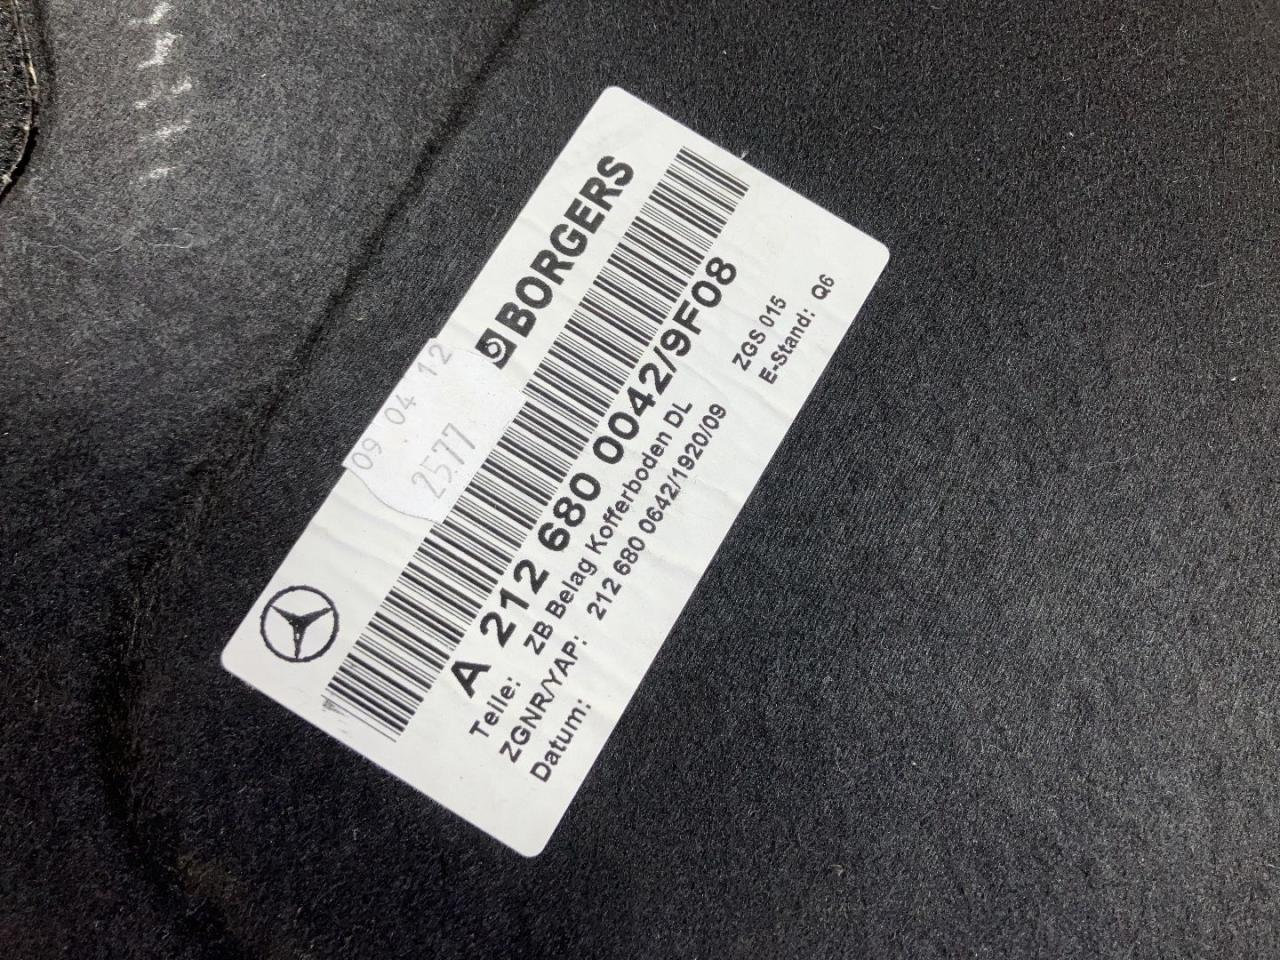 BORGERS
09 04 12
2577
A 212 680 0042/9F08
Teile: ZB Belag Kofferboden DL
ZGS 015
ZGNR/YAP: 212 680 0642/1920/09
E-Stand: Q6
Datum: